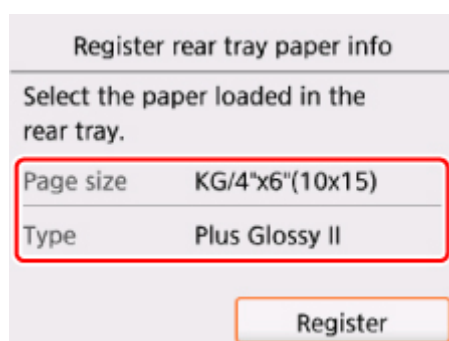 Register rear tray paper info
Select the paper loaded in the
rear tray.
Page size KG/4"x6"(10x15)
Type Plus Glossy II
Register